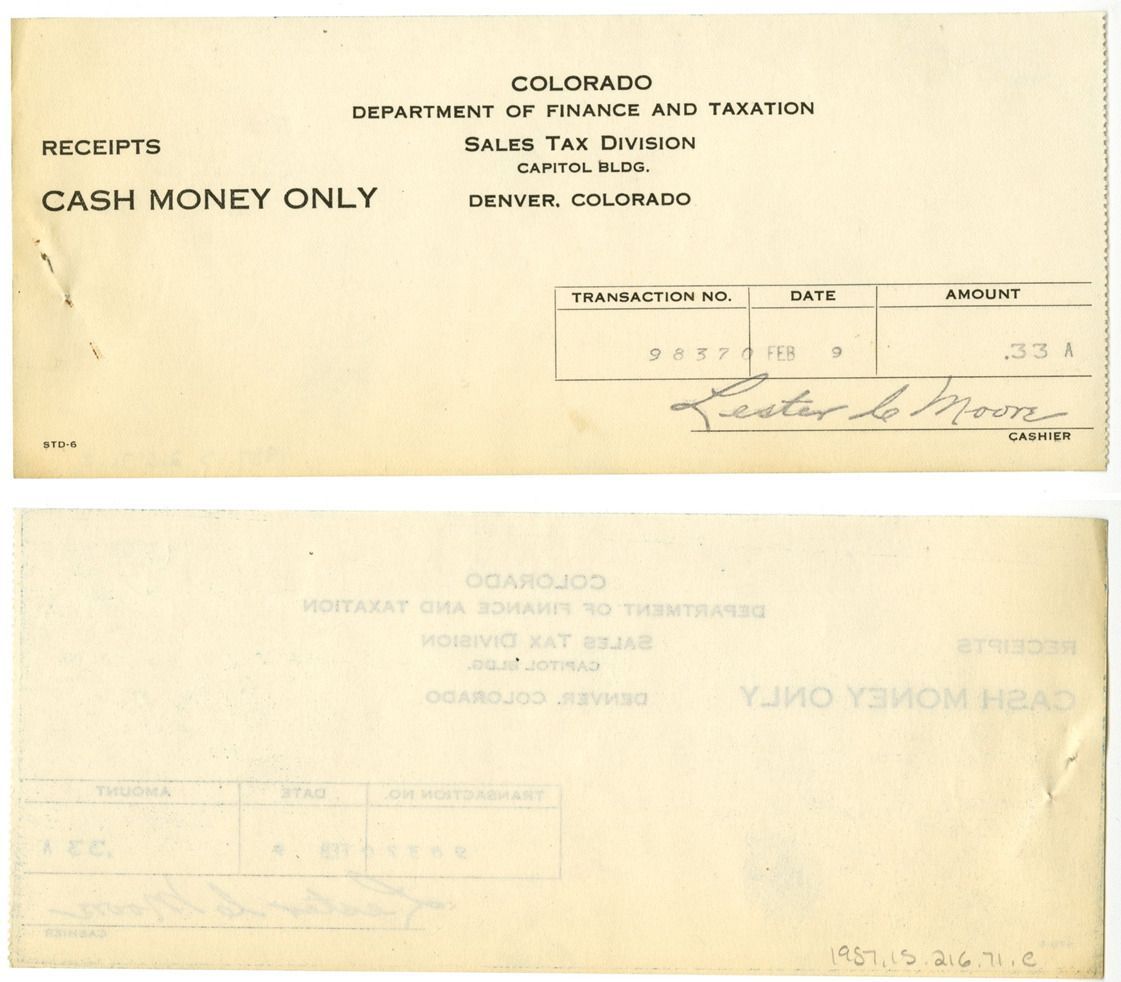 COLORADO
DEPARTMENT OF FINANCE AND TAXATION
RECEIPTS
SALES TAX DIVISION
CAPITOL BLDG.
CASH MONEY ONLY
DENVER, COLORADO
TRANSACTION NO. DATE AMOUNT
98370 FEB 9 .33 A
Lester C Moore
CASHIER
STD-6
1987.15.216.71.c